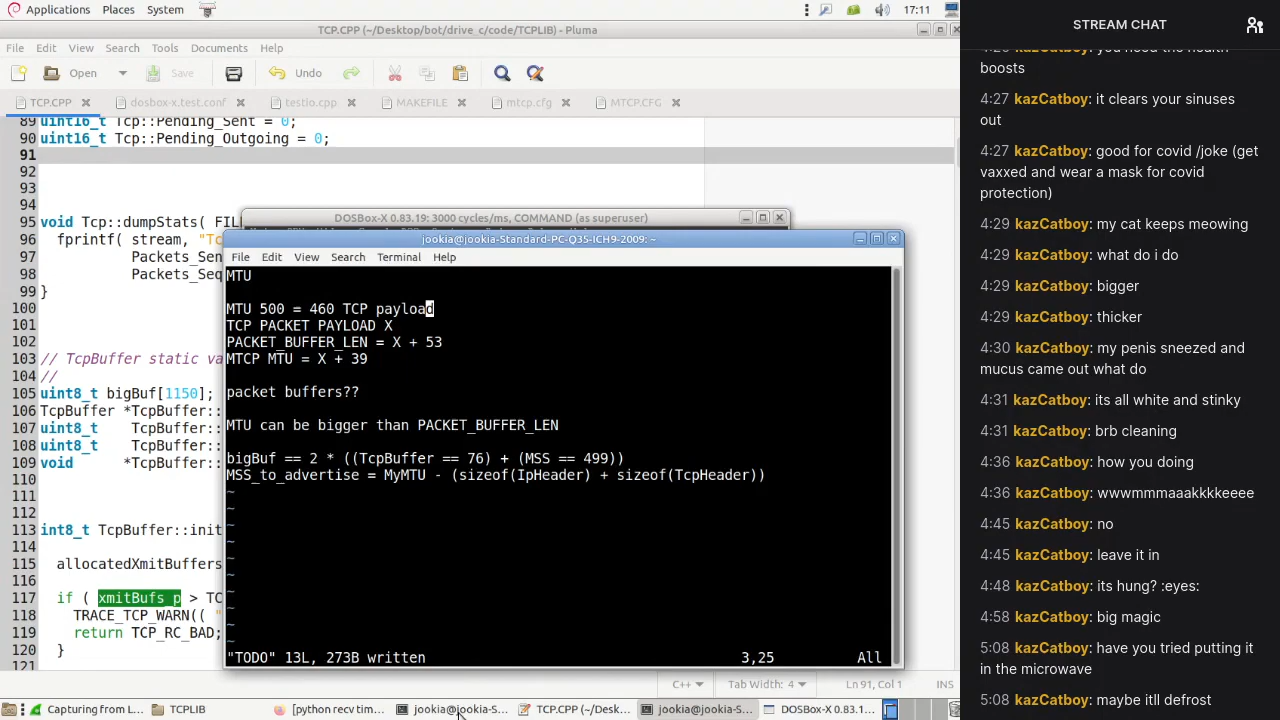 Applications Places System 17:11
TCP.CPP (~/Desktop/bot/drive_c/code/TCPLIB) - Pluma
File Edit View Search Tools Documents Help
Open Save Undo
TCP.CPP dosbox-x.test.conf testio.cpp MAKEFILE mtcp.cfg MTCP.CFG
89 uint16_t Tcp::Pending_Sent = 0;
90 uint16_t Tcp::Pending_Outgoing = 0;
91
92
93
94
95 void Tcp::dumpStats( FIL
96 fprintf( stream, "Tc
97 Packets_Sen
98 Packets_Seq
99 }
100
101
102
103 // TcpBuffer static va
104 //
105 uint8_t bigBuf[1150];
106 TcpBuffer *TcpBuffer::
107 uint8_t TcpBuffer::
108 uint8_t TcpBuffer::
109 void *TcpBuffer::
110
111
112
113 int8_t TcpBuffer::init
114
115 allocatedXmitBuffers
116
117 if ( xmitBufs_p > TC
118 TRACE_TCP_WARN(( "
119 return TCP_RC_BAD;
120 }
121
C++ Tab Width: 4 Ln 91, Col 1 INS
DOSBox-X 0.83.19: 3000 cycles/ms, COMMAND (as superuser)
jookia@jookia-Standard-PC-Q35-ICH9-2009: ~
File Edit View Search Terminal Help
MTU
MTU 500 = 460 TCP payload
TCP PACKET PAYLOAD X
PACKET_BUFFER_LEN = X + 53
MTCP MTU = X + 39
packet buffers??
MTU can be bigger than PACKET_BUFFER_LEN
bigBuf == 2 * ((TcpBuffer == 76) + (MSS == 499))
MSS_to_advertise = MyMTU - (sizeof(IpHeader) + sizeof(TcpHeader))
~
~
~
~
~
~
~
~
~
~
"TODO" 13L, 273B written 3,25 All
Capturing from L... TCPLIB [python3 - tm... jookia@jookia-S... TCP.CPP (~/Desk... jookia@jookia-S... DOSBox-X 0.83.1...
STREAM CHAT
kazCatboy: you need the health
boosts
4:27 kazCatboy: it clears your sinuses
out
4:27 kazCatboy: good for covid /joke (get
vaxxed and wear a mask for covid
protection)
4:29 kazCatboy: my cat keeps meowing
4:29 kazCatboy: what do i do
4:29 kazCatboy: bigger
4:29 kazCatboy: thicker
4:30 kazCatboy: my penis sneezed and
mucus came out what do
4:31 kazCatboy: its all white and stinky
4:31 kazCatboy: brb cleaning
4:36 kazCatboy: how you doing
4:36 kazCatboy: wwwmmmaaakkkkeeee
4:45 kazCatboy: no
4:45 kazCatboy: leave it in
4:48 kazCatboy: its hung? :eyes:
4:58 kazCatboy: big magic
5:08 kazCatboy: have you tried putting it
in the microwave
5:08 kazCatboy: maybe itll defrost